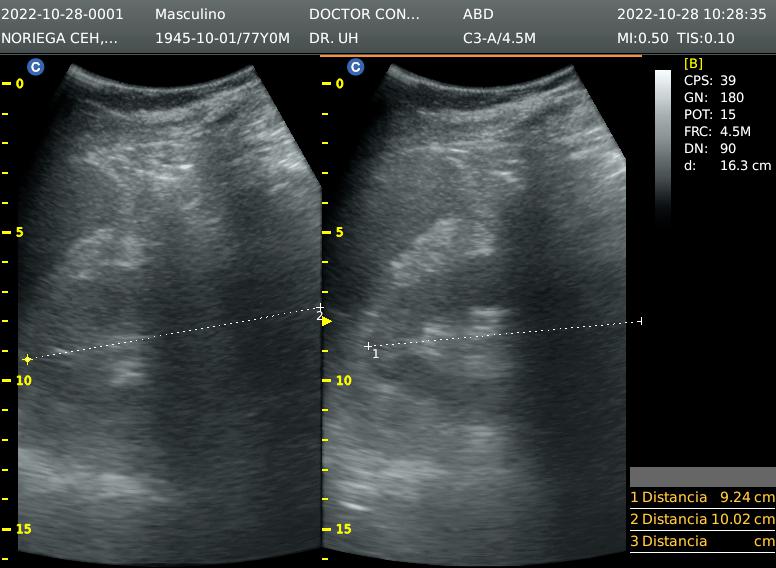 2022-10-28-0001 Masculino DOCTOR CON... ABD 2022-10-28 10:28:35
NORIEGA CEH,... 1945-10-01/77Y0M DR. UH C3-A/4.5M MI:0.50 TIS:0.10
C C
[B]
CPS: 39
GN: 180
POT: 15
FRC: 4.5M
DN: 90
d: 16.3 cm
0 0
5 5
2
1
10 10
15 15
1 Distancia 9.24 cm
2 Distancia 10.02 cm
3 Distancia cm